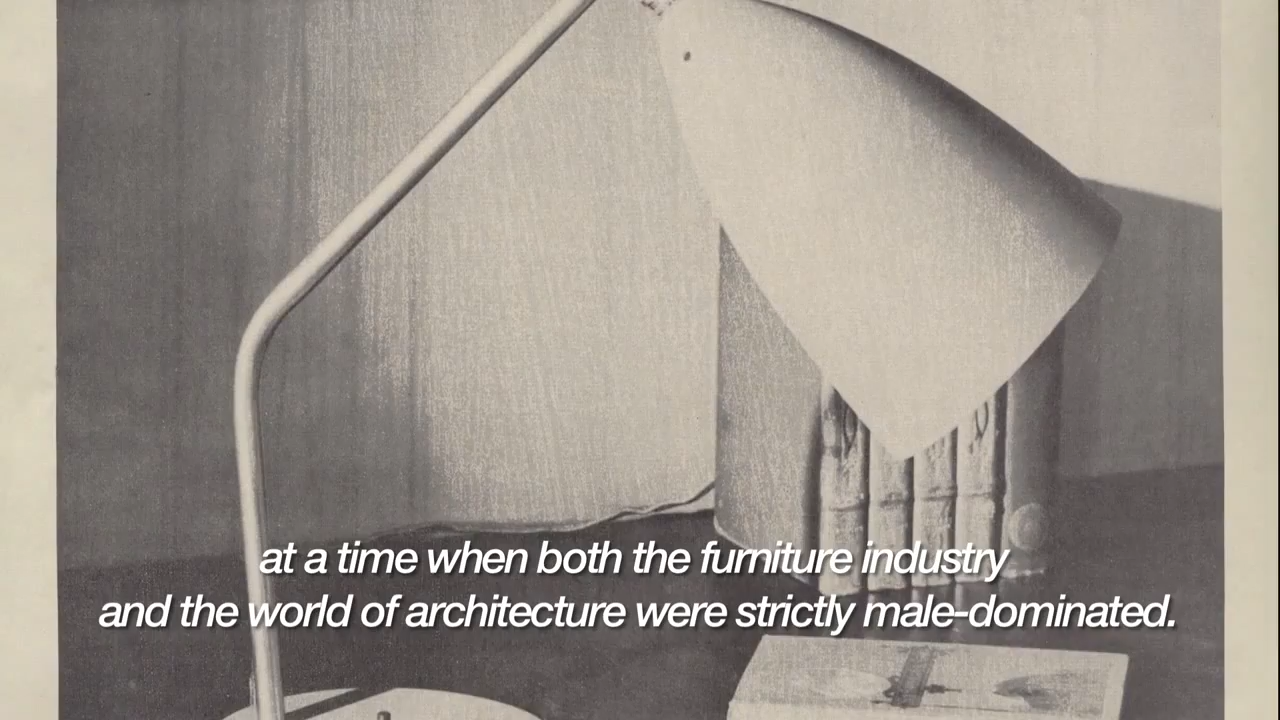 at a time when both the furniture industry
and the world of architecture were strictly male-dominated.